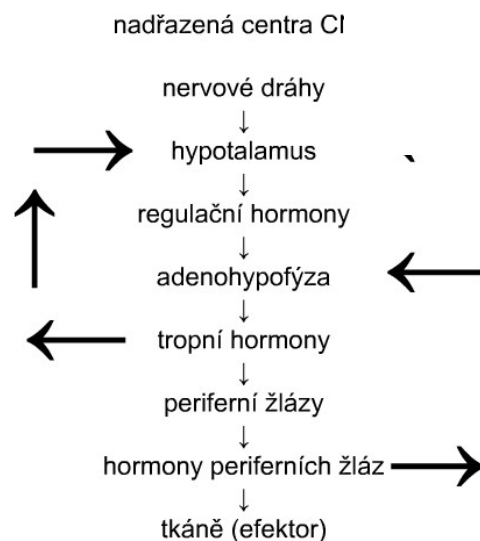 nadřazená centra
nervové dráhy
hypotalamus
regulační hormony
adenohypofýza
tropní hormony
periferní žlázy
hormony periferních žláz
tkáně (efektor)